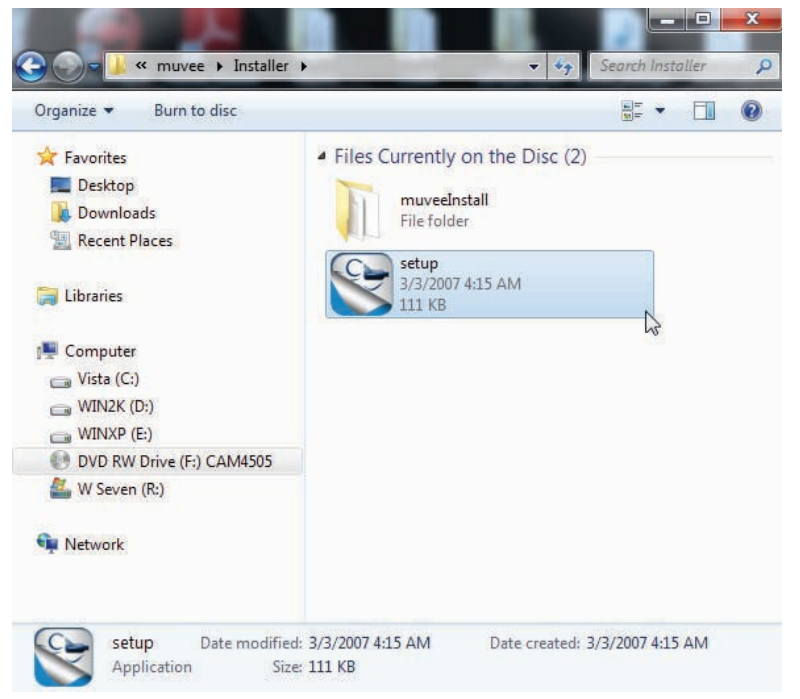 « muvee ▸ Installer ▸
Search Installer
Organize ▾ Burn to disc
Favorites
Desktop
Downloads
Recent Places
Libraries
Computer
Vista (C:)
WIN2K (D:)
WINXP (E:)
DVD RW Drive (F:) CAM4505
W Seven (R:)
Network
Files Currently on the Disc (2)
muveeInstall
File folder
setup
3/3/2007 4:15 AM
111 KB
setup Date modified: 3/3/2007 4:15 AM Date created: 3/3/2007 4:15 AM
Application Size: 111 KB